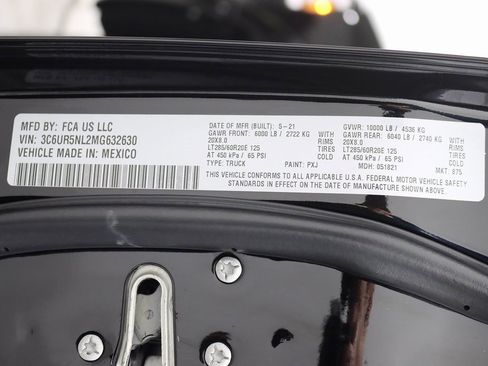 MFD BY: FCA US LLC
VIN: 3C6UR5NL2MG632630
VEHICLE MADE IN: MEXICO
DATE OF MFR (BUILT): 5-21 GVWR: 10000 LB / 4536 KG
GAWR FRONT: 6000 LB / 2722 KG WITH GAWR REAR: 6040 LB / 2740 KG WITH
20X8.0 RIMS 20X8.0 RIMS
LT285/60R20E 125 TIRES LT285/60R20E 125 TIRES
AT 450 kPa / 65 PSI COLD AT 450 kPa / 65 PSI COLD
TYPE: TRUCK PAINT: PXJ MDH: 051821 MKT: 875
THIS VEHICLE CONFORMS TO ALL APPLICABLE U.S.A. FEDERAL MOTOR VEHICLE SAFETY
STANDARDS IN EFFECT ON THE DATE OF MANUFACTURE SHOWN ABOVE.